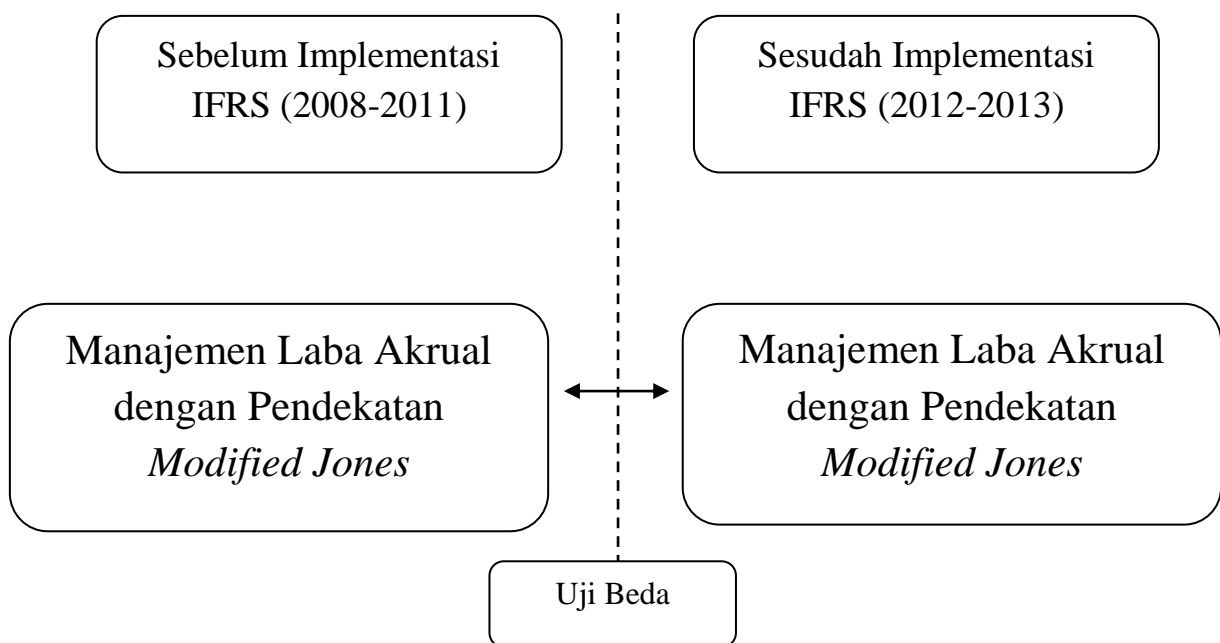 Sebelum Implementasi
IFRS (2008-2011)
Sesudah Implementasi
IFRS (2012-2013)
Manajemen Laba Akrual
dengan Pendekatan
Modified Jones
Manajemen Laba Akrual
dengan Pendekatan
Modified Jones
Uji Beda